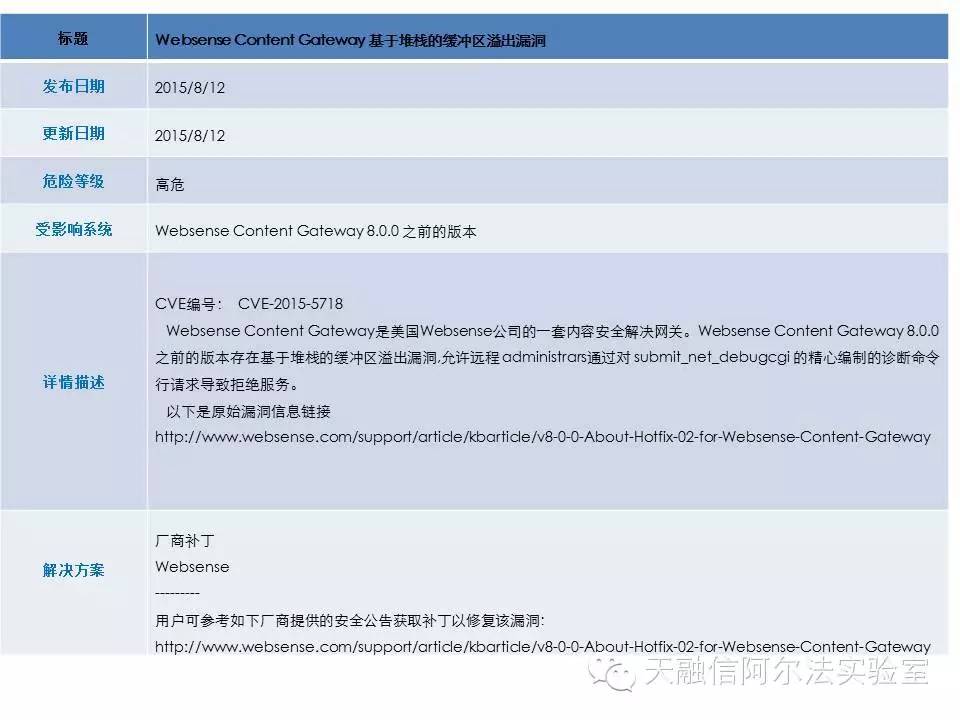 标题
Websense Content Gateway 基于堆栈的缓冲区溢出漏洞
发布日期
2015/8/12
更新日期
2015/8/12
危险等级
高危
受影响系统
Websense Content Gateway 8.0.0 之前的版本
详情描述
CVE编号： CVE-2015-5718
Websense Content Gateway是美国Websense公司的一套内容安全解决网关。Websense Content Gateway 8.0.0
之前的版本存在基于堆栈的缓冲区溢出漏洞,允许远程 administrars通过对 submit_net_debugcgi 的精心编制的诊断命令
行请求导致拒绝服务。
以下是原始漏洞信息链接
http://www.websense.com/support/article/kbarticle/v8-0-0-About-Hotfix-02-for-Websense-Content-Gateway
解决方案
厂商补丁
Websense
---------
用户可参考如下厂商提供的安全公告获取补丁以修复该漏洞:
http://www.websense.com/support/article/kbarticle/v8-0-0-About-Hotfix-02-for-Websense-Content-Gateway
天融信阿尔法实验室